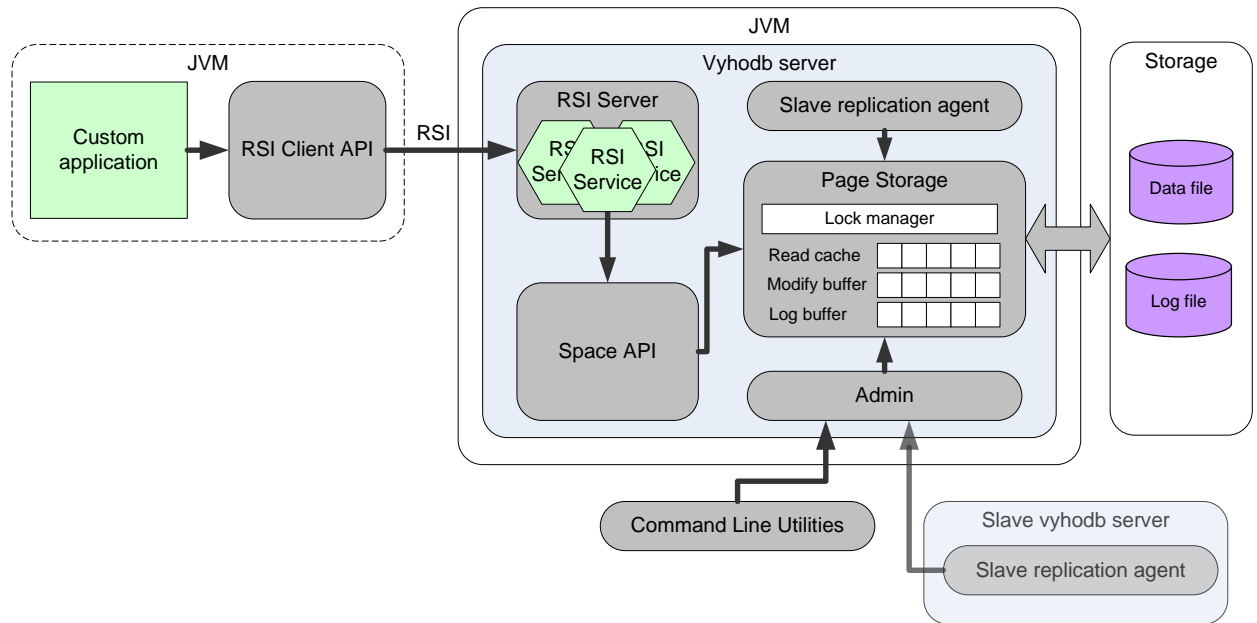 JVM
JVM
Vyhodb server
Storage
Custom
application
RSI Client API
RSI
RSI Server
RSI
Service
Slave replication agent
Page Storage
Lock manager
Read cache
Modify buffer
Log buffer
Space API
Admin
Data file
Log file
Command Line Utilities
Slave vyhodb server
Slave replication agent